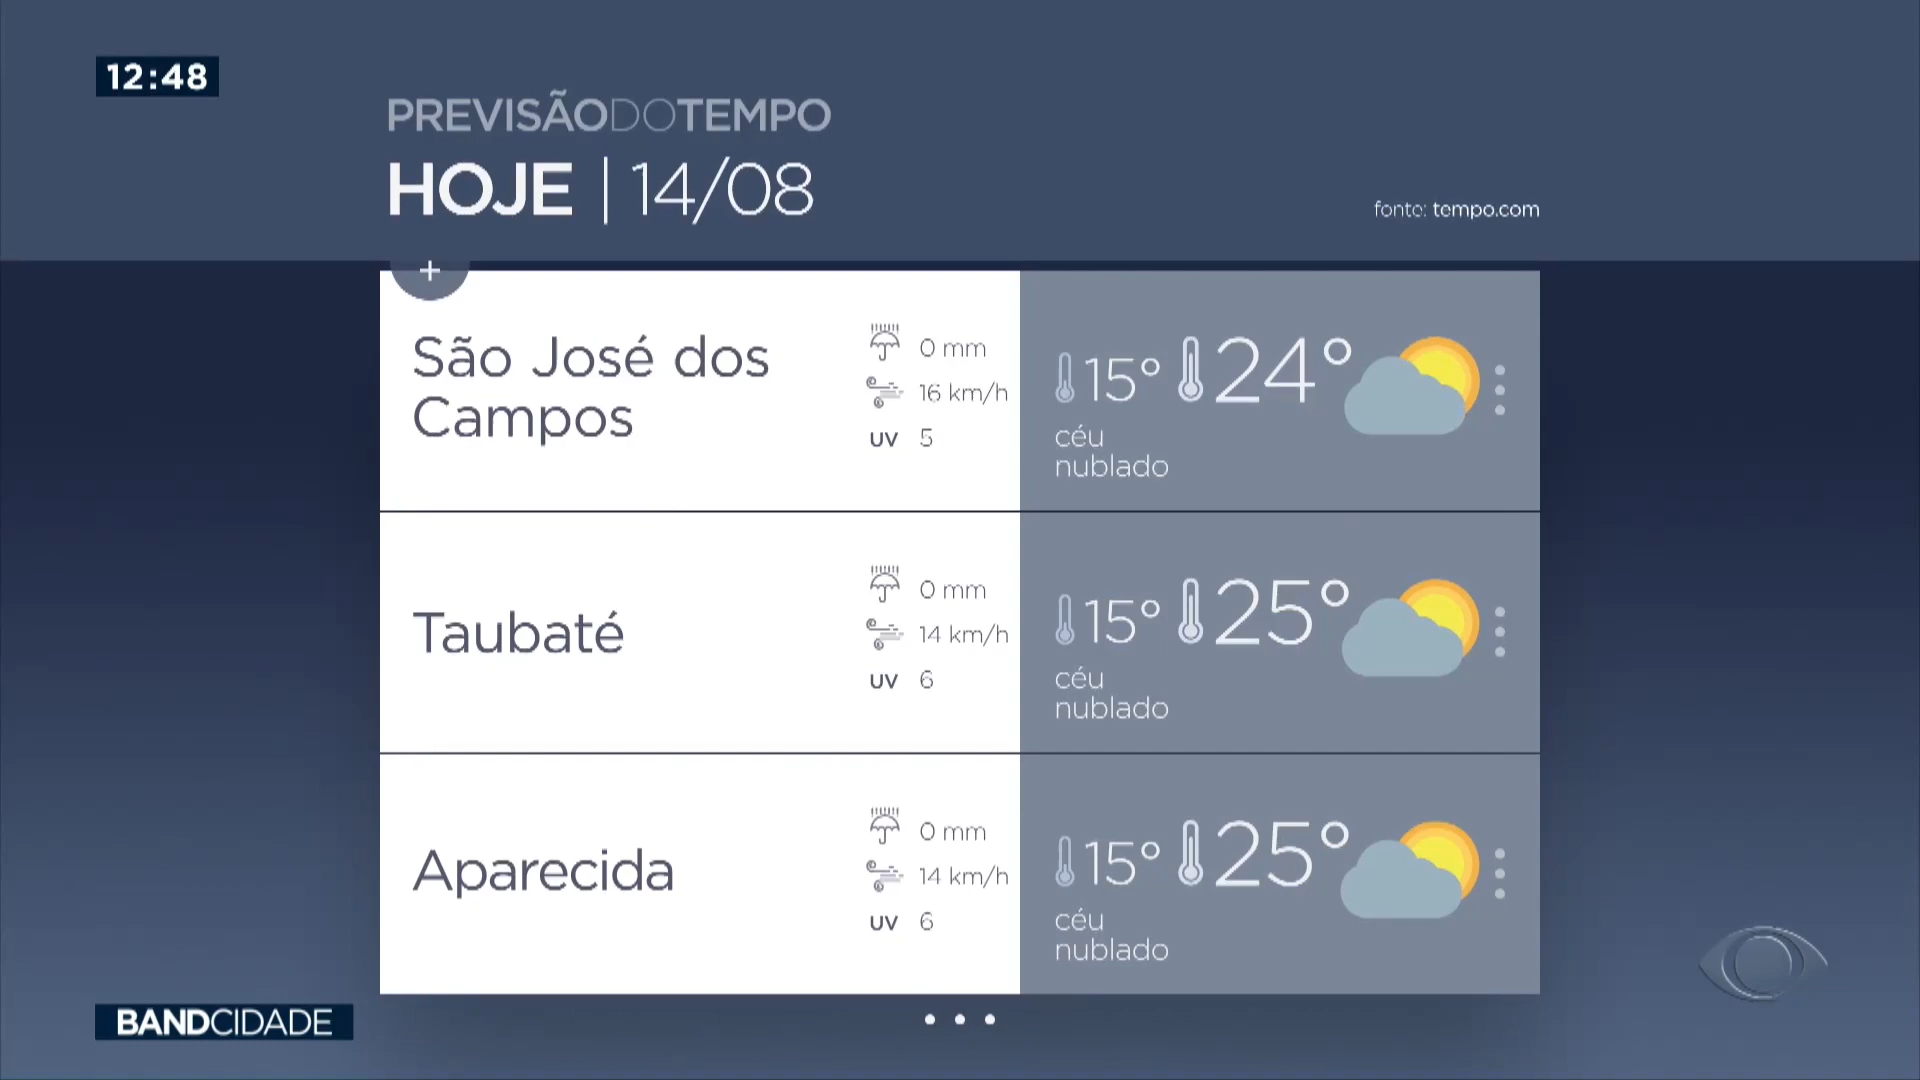 12:48
PREVISÃODOTEMPO
HOJE | 14/08
fonte: tempo.com
+
São José dos
Campos
0 mm
16 km/h
UV 5
15° 24°
céu
nublado
Taubaté
0 mm
14 km/h
UV 6
15° 25°
céu
nublado
Aparecida
0 mm
14 km/h
UV 6
15° 25°
céu
nublado
BANDCIDADE